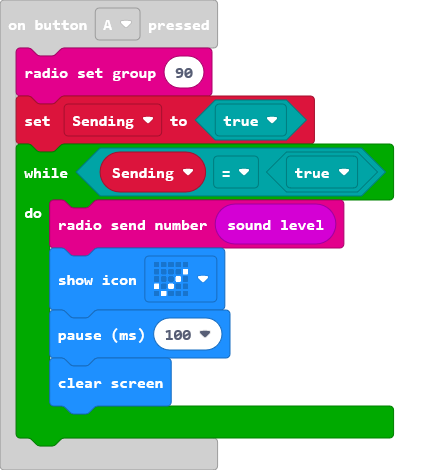 on button A pressed
radio set group 90
set Sending to true
while Sending = true
do
radio send number sound level
show icon
pause (ms) 100
clear screen